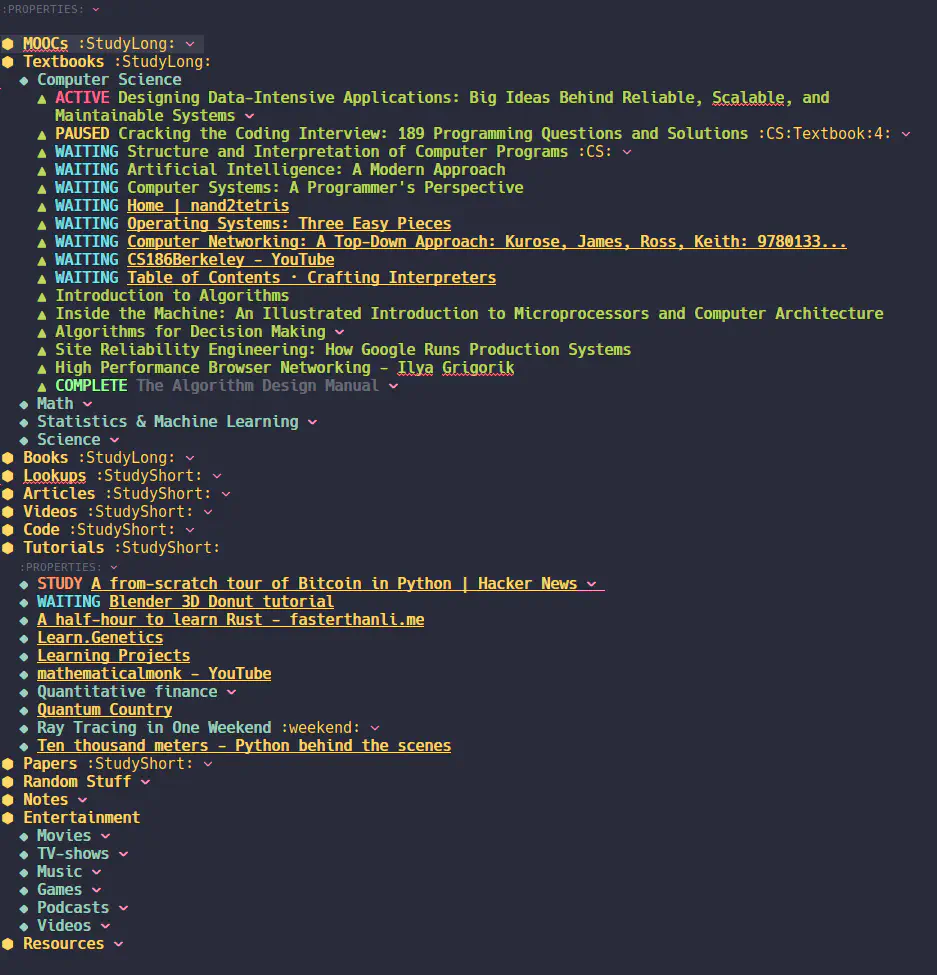 :PROPERTIES:
MOOCs :StudyLong:
Textbooks :StudyLong:
Computer Science
ACTIVE Designing Data-Intensive Applications: Big Ideas Behind Reliable, Scalable, and
Maintainable Systems
PAUSED Cracking the Coding Interview: 189 Programming Questions and Solutions :CS:Textbook:4:
WAITING Structure and Interpretation of Computer Programs :CS:
WAITING Artificial Intelligence: A Modern Approach
WAITING Computer Systems: A Programmer's Perspective
WAITING Home | nand2tetris
WAITING Operating Systems: Three Easy Pieces
WAITING Computer Networking: A Top-Down Approach: Kurose, James, Ross, Keith: 9780133...
WAITING CS186Berkeley - YouTube
WAITING Table of Contents · Crafting Interpreters
Introduction to Algorithms
Inside the Machine: An Illustrated Introduction to Microprocessors and Computer Architecture
Algorithms for Decision Making
Site Reliability Engineering: How Google Runs Production Systems
High Performance Browser Networking - Ilya Grigorik
COMPLETE The Algorithm Design Manual
Math
Statistics & Machine Learning
Science
Books :StudyLong:
Lookups :StudyShort:
Articles :StudyShort:
Videos :StudyShort:
Code :StudyShort:
Tutorials :StudyShort:
:PROPERTIES:
STUDY A from-scratch tour of Bitcoin in Python | Hacker News
WAITING Blender 3D Donut tutorial
A half-hour to learn Rust - fasterthanli.me
Learn.Genetics
Learning Projects
mathematicalmonk - YouTube
Quantitative finance
Quantum Country
Ray Tracing in One Weekend :weekend:
Ten thousand meters - Python behind the scenes
Papers :StudyShort:
Random Stuff
Notes
Entertainment
Movies
TV-shows
Music
Games
Podcasts
Videos
Resources